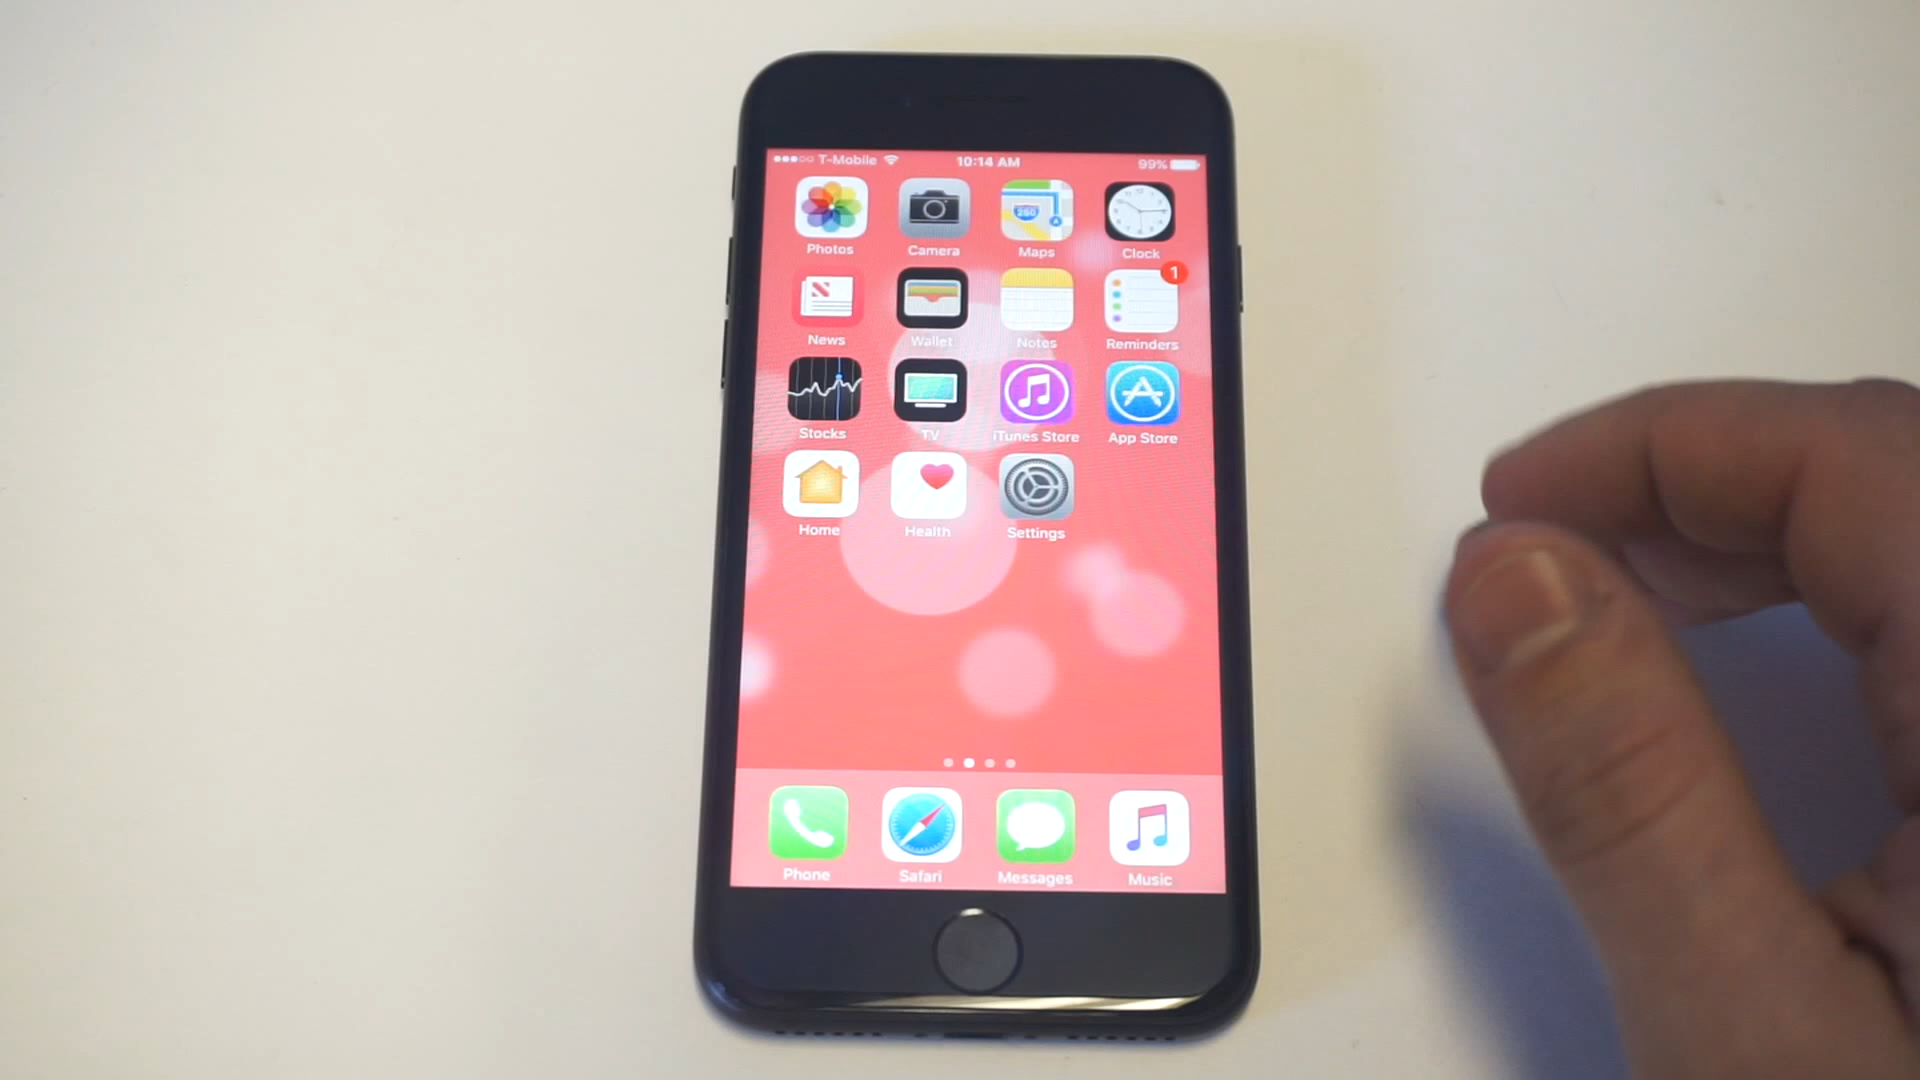 T-Mobile 10:14 AM 99%
Photos Camera Maps Clock
280
1
News Wallet Notes Reminders
Stocks TV iTunes Store App Store
Home Health Settings
Phone Safari Messages Music